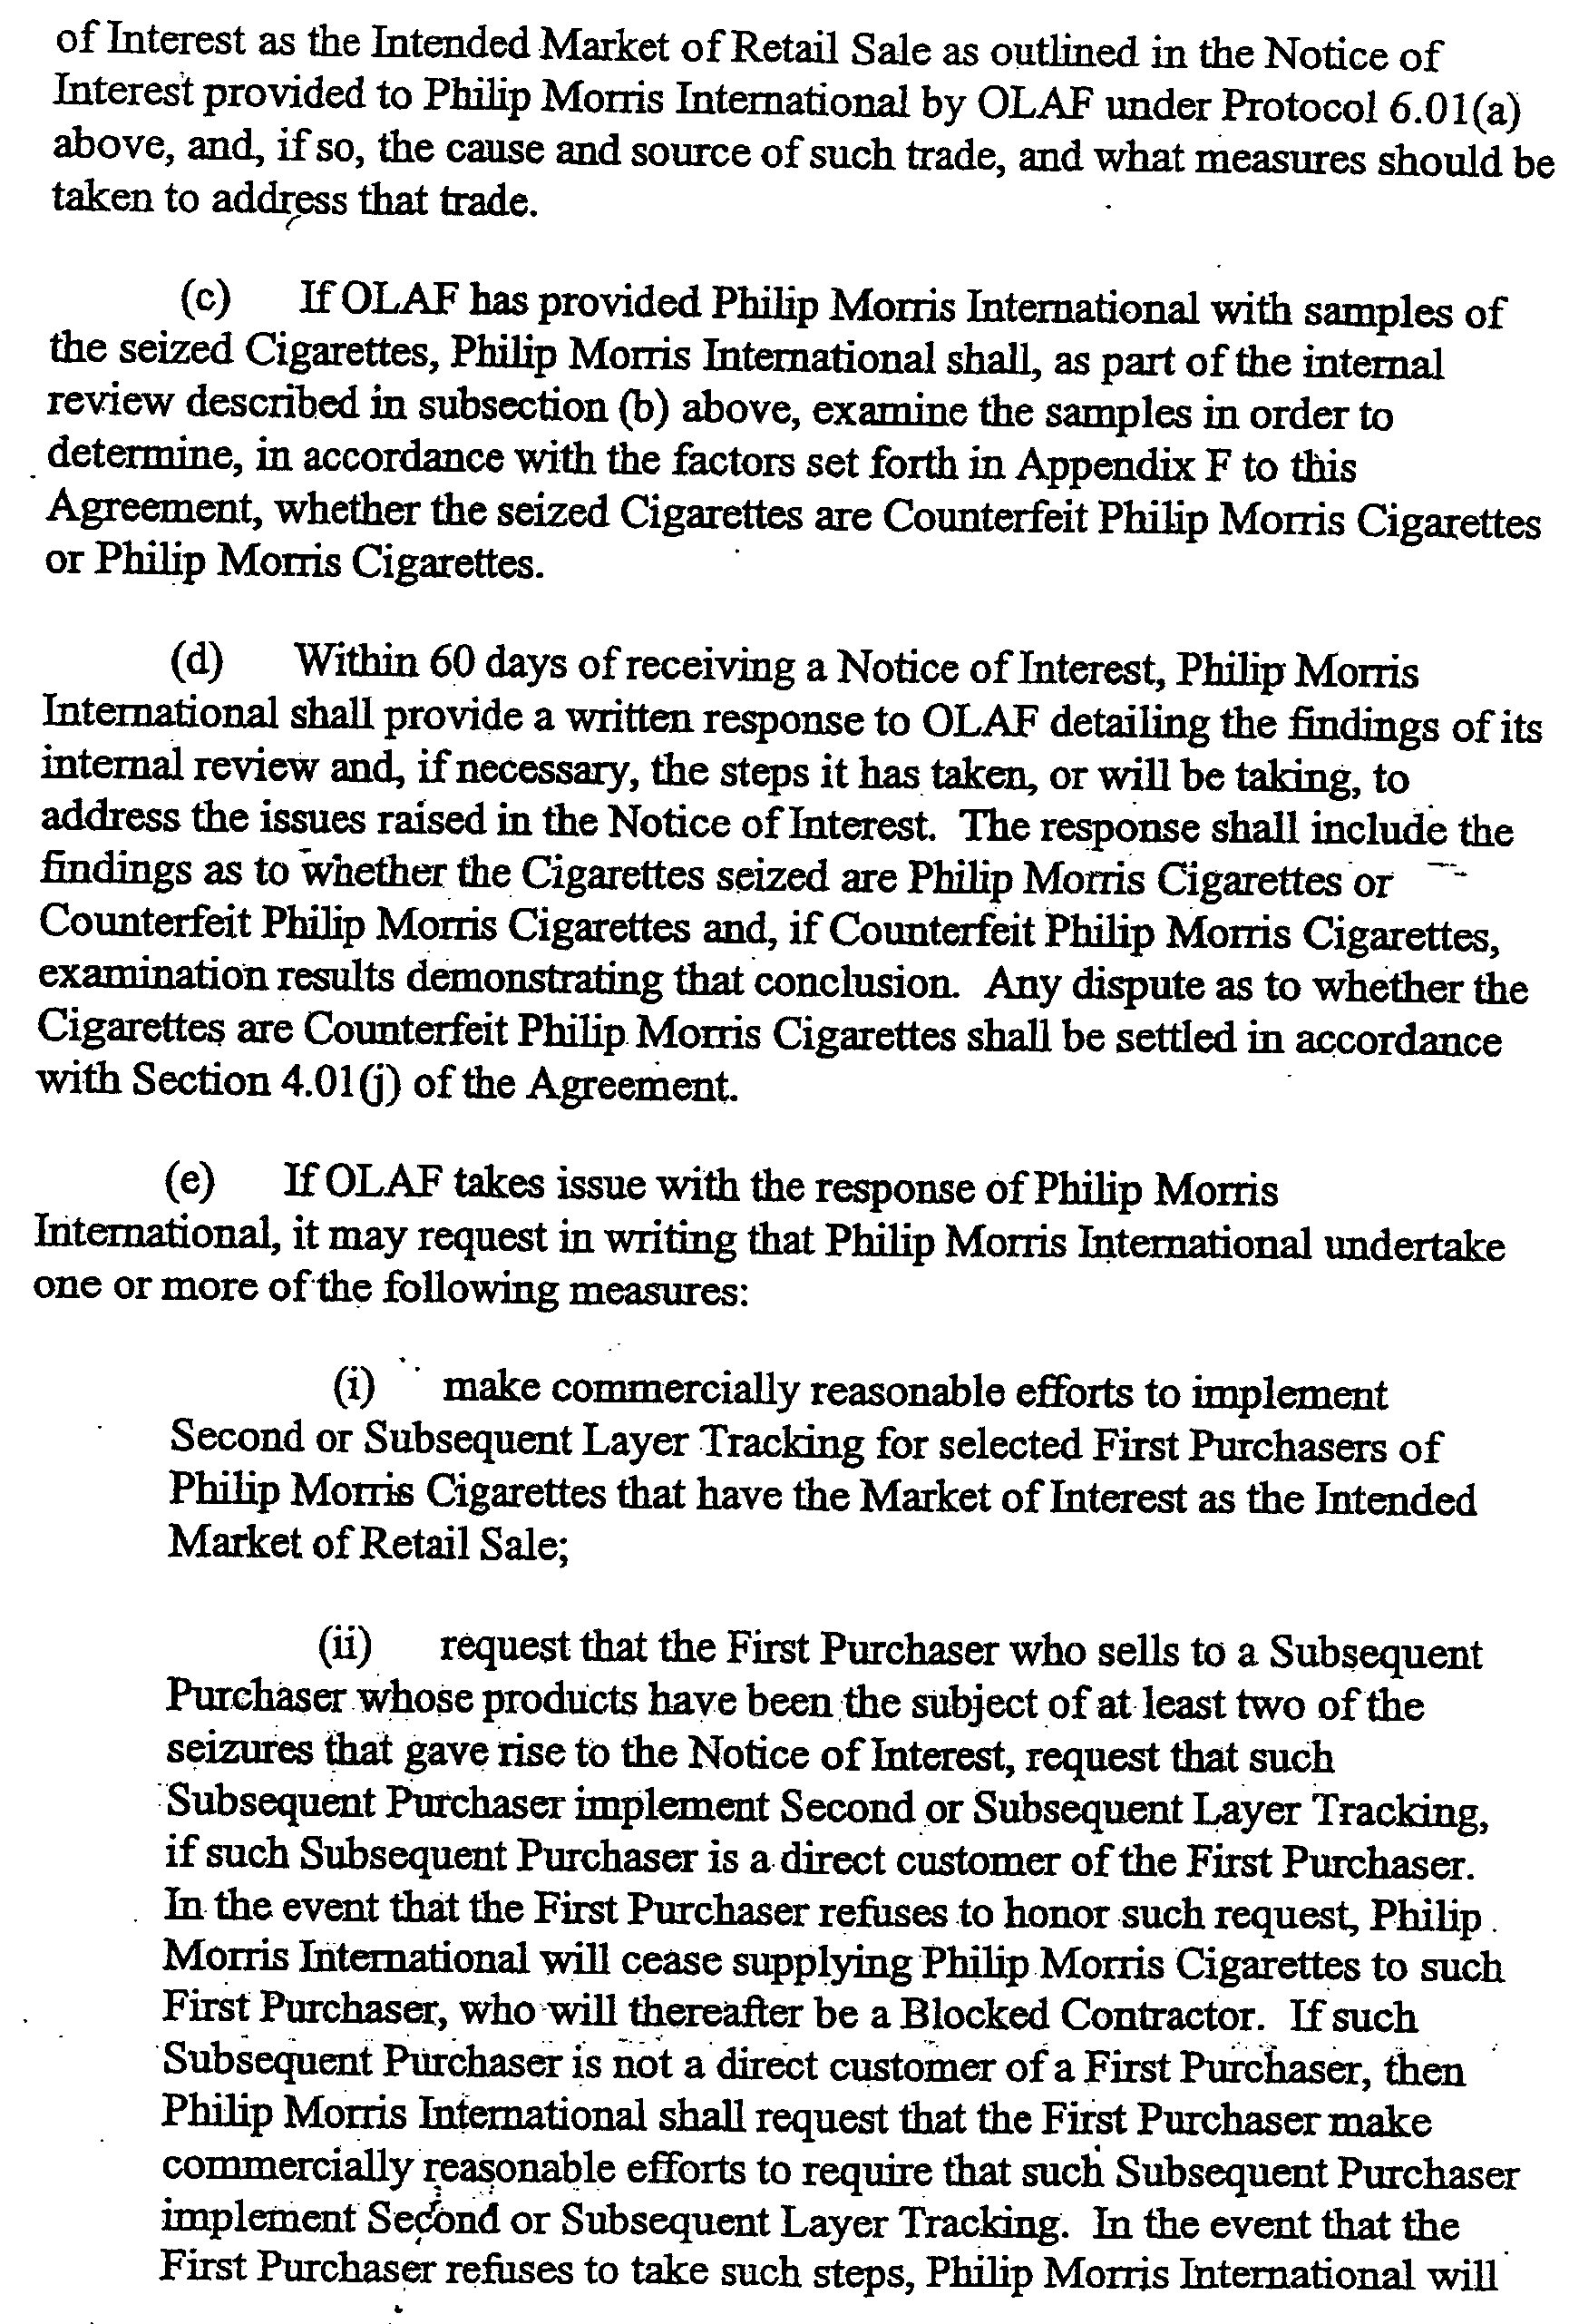 of Interest as the Intended Market of Retail Sale as outlined in the Notice of
Interest provided to Philip Morris International by OLAF under Protocol 6.01(a)
above, and, if so, the cause and source of such trade, and what measures should be
taken to address that trade.
(c) If OLAF has provided Philip Morris International with samples of
the seized Cigarettes, Philip Morris International shall, as part of the internal
review described in subsection (b) above, examine the samples in order to
determine, in accordance with the factors set forth in Appendix F to this
Agreement, whether the seized Cigarettes are Counterfeit Philip Morris Cigarettes
or Philip Morris Cigarettes.
(d) Within 60 days of receiving a Notice of Interest, Philip Morris
International shall provide a written response to OLAF detailing the findings of its
internal review and, if necessary, the steps it has taken, or will be taking, to
address the issues raised in the Notice of Interest. The response shall include the
findings as to whether the Cigarettes seized are Philip Morris Cigarettes or
Counterfeit Philip Morris Cigarettes and, if Counterfeit Philip Morris Cigarettes,
examination results demonstrating that conclusion. Any dispute as to whether the
Cigarettes are Counterfeit Philip Morris Cigarettes shall be settled in accordance
with Section 4.01(j) of the Agreement.
(e) If OLAF takes issue with the response of Philip Morris
International, it may request in writing that Philip Morris International undertake
one or more of the following measures:
(i) make commercially reasonable efforts to implement
Second or Subsequent Layer Tracking for selected First Purchasers of
Philip Morris Cigarettes that have the Market of Interest as the Intended
Market of Retail Sale;
(ii) request that the First Purchaser who sells to a Subsequent
Purchaser whose products have been the subject of at least two of the
seizures that gave rise to the Notice of Interest, request that such
Subsequent Purchaser implement Second or Subsequent Layer Tracking,
if such Subsequent Purchaser is a direct customer of the First Purchaser.
In the event that the First Purchaser refuses to honor such request, Philip
Morris International will cease supplying Philip Morris Cigarettes to such
First Purchaser, who will thereafter be a Blocked Contractor. If such
Subsequent Purchaser is not a direct customer of a First Purchaser, then
Philip Morris International shall request that the First Purchaser make
commercially reasonable efforts to require that such Subsequent Purchaser
implement Second or Subsequent Layer Tracking. In the event that the
First Purchaser refuses to take such steps, Philip Morris International will